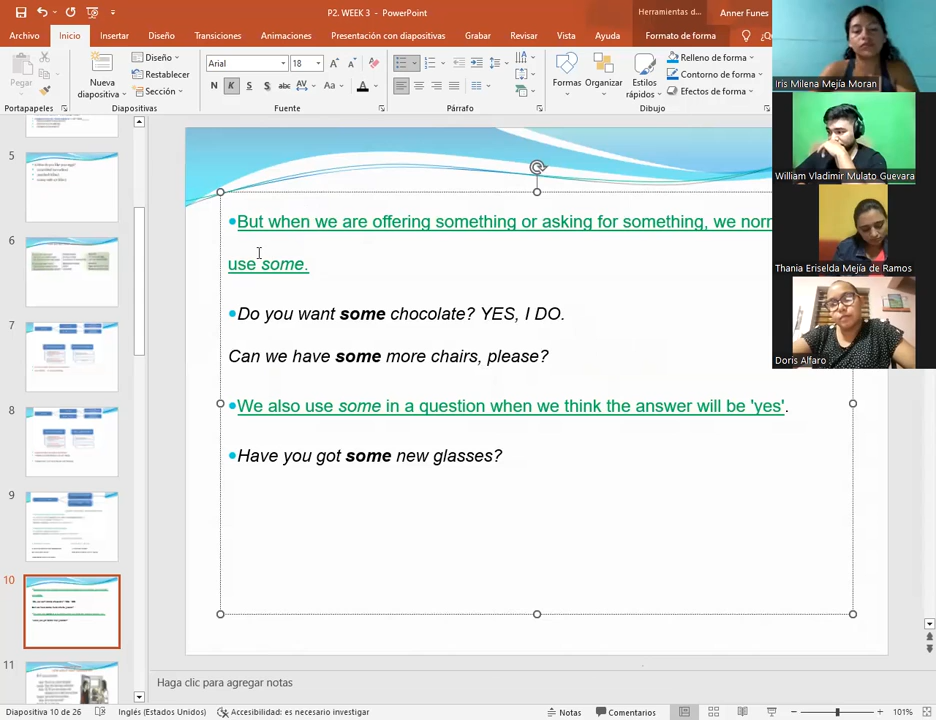 P2. WEEK 3 - PowerPoint
Herramientas d...
Anner Funes
Archivo
Inicio
Insertar
Diseño
Transiciones
Animaciones
Presentación con diapositivas
Grabar
Revisar
Vista
Ayuda
Formato de forma
Pegar
Nueva
diapositiva
Diseño
Restablecer
Sección
Arial
18
N K S abc AV Aa A
Formas
Organizar
Estilos
rápidos
Relleno de forma
Contorno de forma
Efectos de forma
Portapapeles
Diapositivas
Fuente
Párrafo
Dibujo
Iris Milena Mejía Moran
William Vladimir Mulato Guevara
Thania Eriselda Mejía de Ramos
Doris Alfaro
5
6
7
8
9
10
11
But when we are offering something or asking for something, we norm
use some.
Do you want some chocolate? YES, I DO.
Can we have some more chairs, please?
We also use some in a question when we think the answer will be 'yes'.
Have you got some new glasses?
Haga clic para agregar notas
Diapositiva 10 de 26
Inglés (Estados Unidos)
Accesibilidad: es necesario investigar
Notas
Comentarios
101%